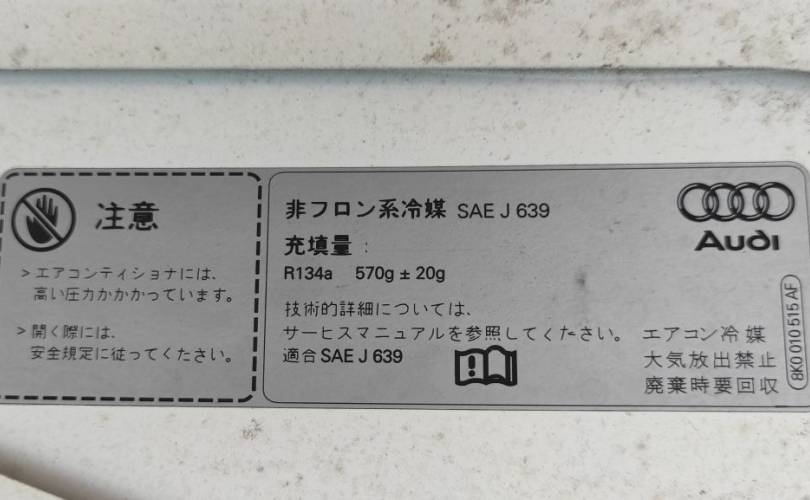 注意
> エアコンティショナには、
高い圧力かかかっています。
> 開く際には、
安全規定に従ってください。
非フロン系冷媒 SAE J 639
充填量 :
R134a 570g ± 20g
技術的詳細については、
サービスマニュアルを参照してください。
適合 SAE J 639
Audi
エアコン冷媒
大気放出禁止
廃棄時要回収
8K0 010 515 AF